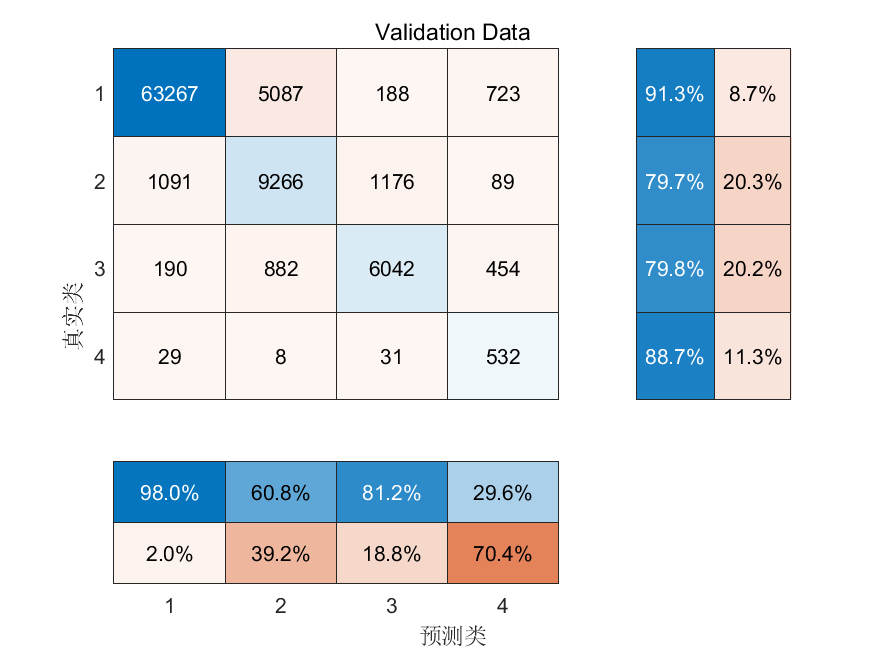 Validation Data
1 63267 5087 188 723 91.3% 8.7%
2 1091 9266 1176 89 79.7% 20.3%
3 190 882 6042 454 79.8% 20.2%
4 29 8 31 532 88.7% 11.3%
真实类
98.0% 60.8% 81.2% 29.6%
2.0% 39.2% 18.8% 70.4%
1 2 3 4
预测类